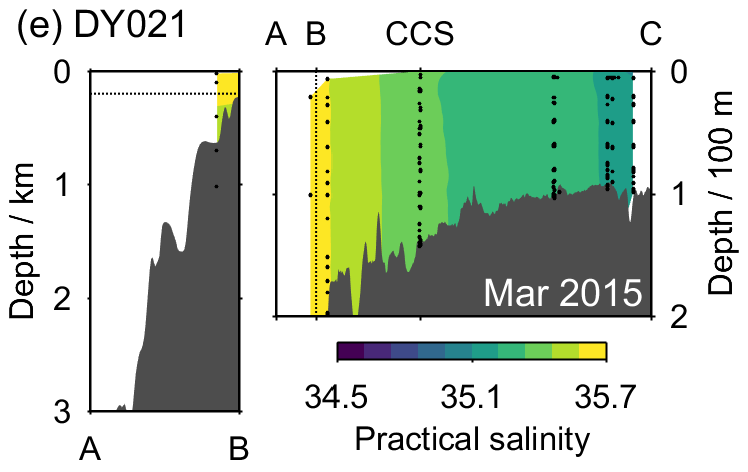 (e) DY021
A B CCS C
0
1
2
3
Depth / km
A B
0
1
2
Depth / 100 m
Mar 2015
34.5 35.1 35.7
Practical salinity